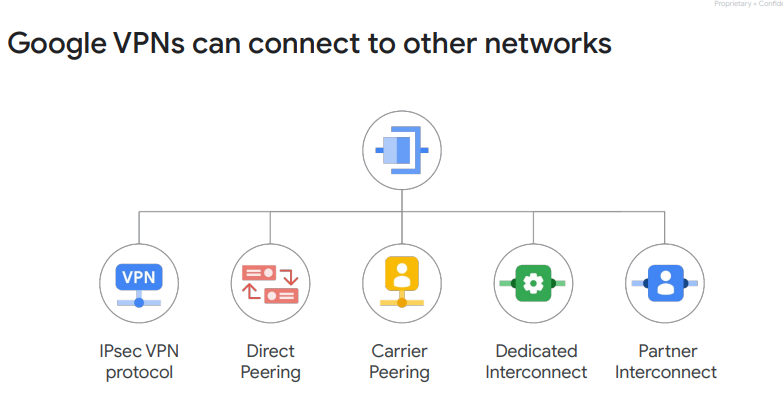 Proprietary + Confide
Google VPNs can connect to other networks
VPN
IPsec VPN
protocol
Direct
Peering
Carrier
Peering
Dedicated
Interconnect
Partner
Interconnect